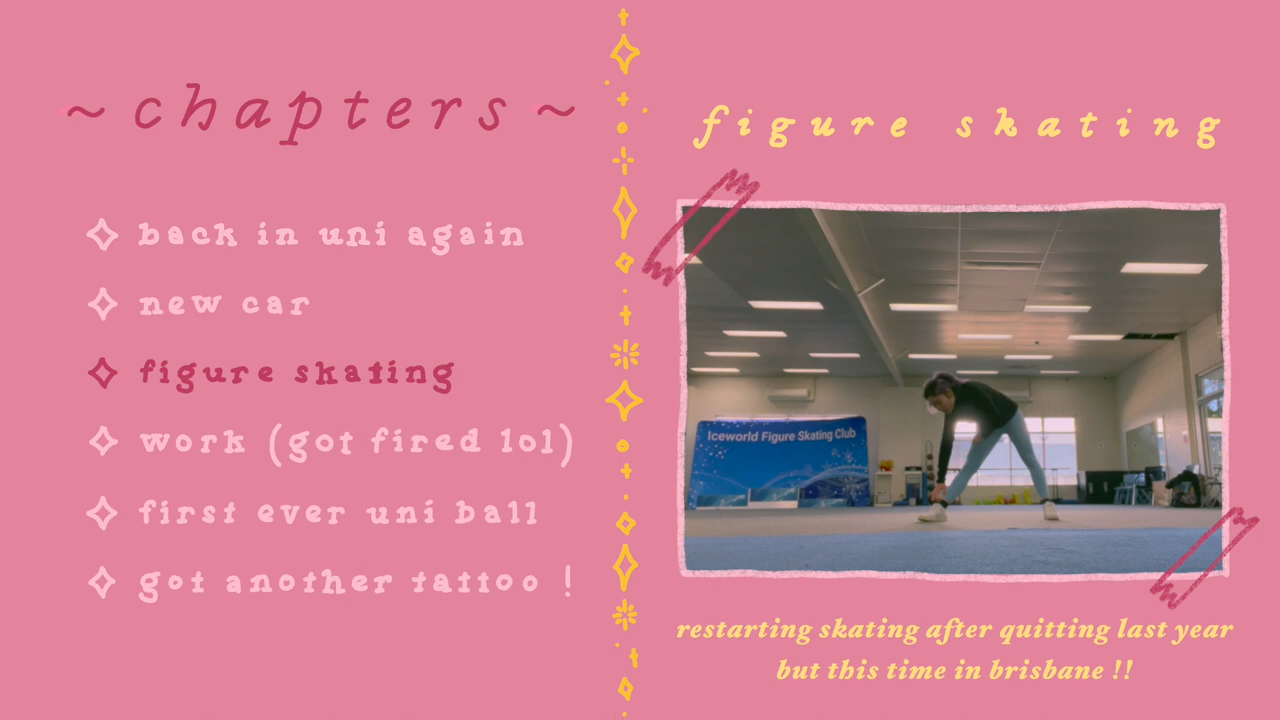 ~ chapters ~
back in uni again
new car
figure skating
work (got fired lol)
first ever uni ball
got another tattoo !
figure skating
Iceworld Figure Skating Club
restarting skating after quitting last year
but this time in brisbane !!